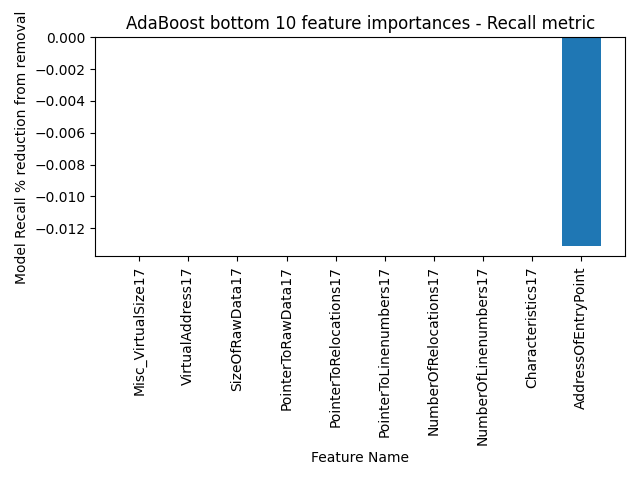 AdaBoost bottom 10 feature importances - Recall metric
Model Recall % reduction from removal
0.000
−0.002
−0.004
−0.006
−0.008
−0.010
−0.012
Misc_VirtualSize17
VirtualAddress17
SizeOfRawData17
PointerToRawData17
PointerToRelocations17
PointerToLinenumbers17
NumberOfRelocations17
NumberOfLinenumbers17
Characteristics17
AddressOfEntryPoint
Feature Name